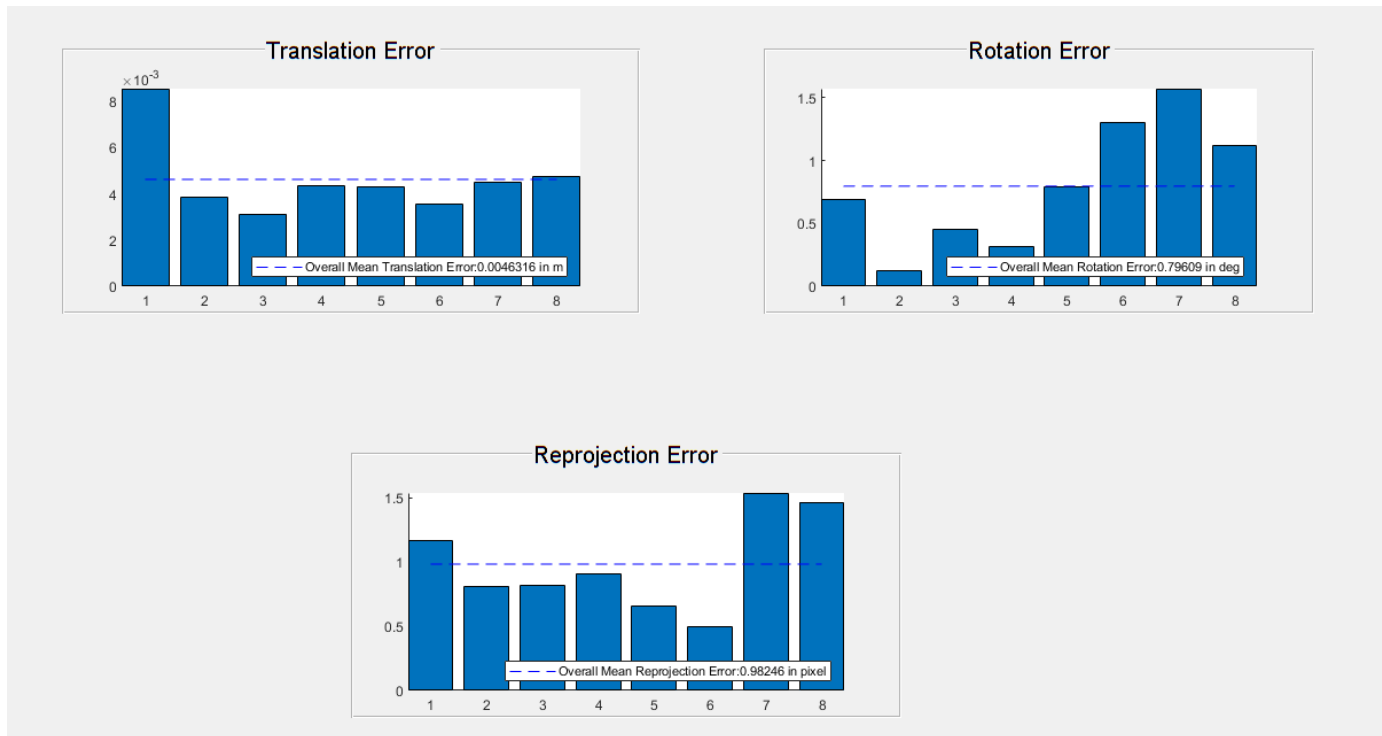 Translation Error
×10⁻³
8
6
4
2
0
Overall Mean Translation Error:0.0046316 in m
1 2 3 4 5 6 7 8
Rotation Error
1.5
1
0.5
0
Overall Mean Rotation Error:0.79609 in deg
1 2 3 4 5 6 7 8
Reprojection Error
1.5
1
0.5
0
Overall Mean Reprojection Error:0.98246 in pixel
1 2 3 4 5 6 7 8